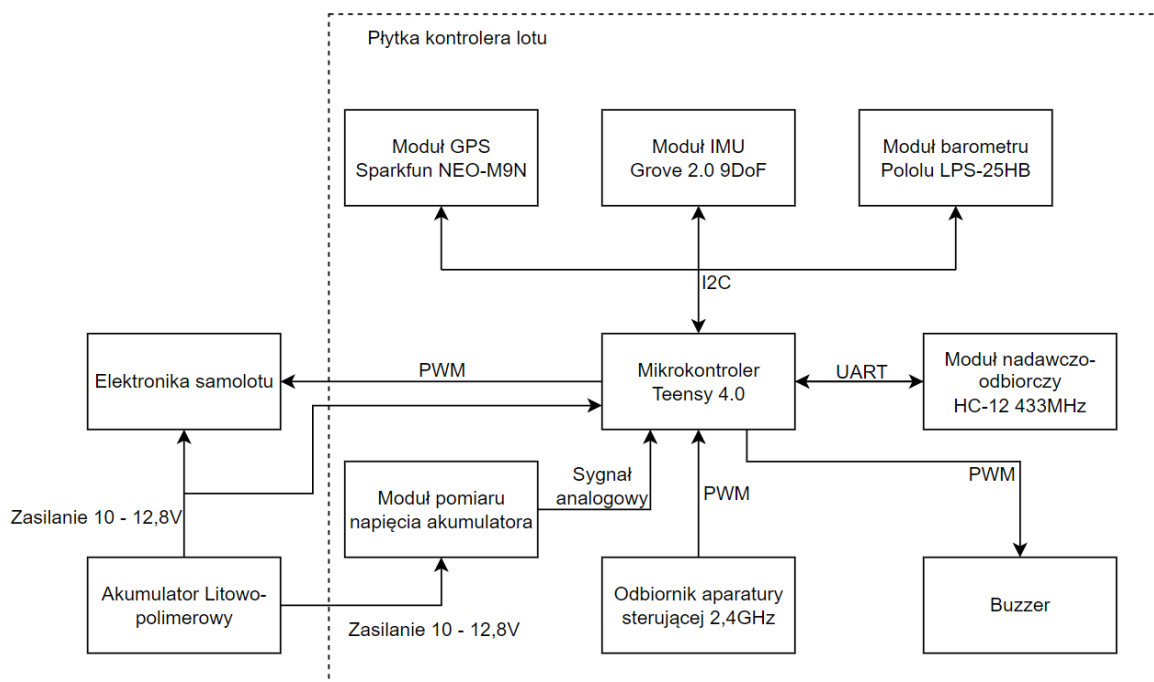 Płytka kontrolera lotu
Moduł GPS
Sparkfun NEO-M9N
Moduł IMU
Grove 2.0 9DoF
Moduł barometru
Pololu LPS-25HB
I2C
Elektronika samolotu
PWM
Mikrokontroler
Teensy 4.0
UART
Moduł nadawczo-
odbiorczy
HC-12 433MHz
Zasilanie 10 - 12,8V
Moduł pomiaru
napięcia akumulatora
Sygnał
analogowy
PWM
PWM
Akumulator Litowo-
polimerowy
Zasilanie 10 - 12,8V
Odbiornik aparatury
sterującej 2,4GHz
Buzzer